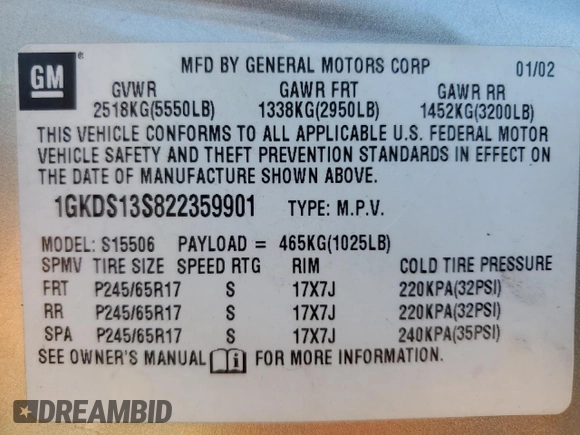 GM
MFD BY GENERAL MOTORS CORP 01/02
GVWR GAWR FRT GAWR RR
2518KG(5550LB) 1338KG(2950LB) 1452KG(3200LB)
THIS VEHICLE CONFORMS TO ALL APPLICABLE U.S. FEDERAL MOTOR
VEHICLE SAFETY AND THEFT PREVENTION STANDARDS IN EFFECT ON
THE DATE OF MANUFACTURE SHOWN ABOVE.
1GKDS13S822359901 TYPE: M.P.V.
MODEL: S15506 PAYLOAD = 465KG(1025LB)
SPMV TIRE SIZE SPEED RTG RIM COLD TIRE PRESSURE
FRT P245/65R17 S 17X7J 220KPA(32PSI)
RR P245/65R17 S 17X7J 220KPA(32PSI)
SPA P245/65R17 S 17X7J 240KPA(35PSI)
SEE OWNER'S MANUAL i FOR MORE INFORMATION.
DREAMBID